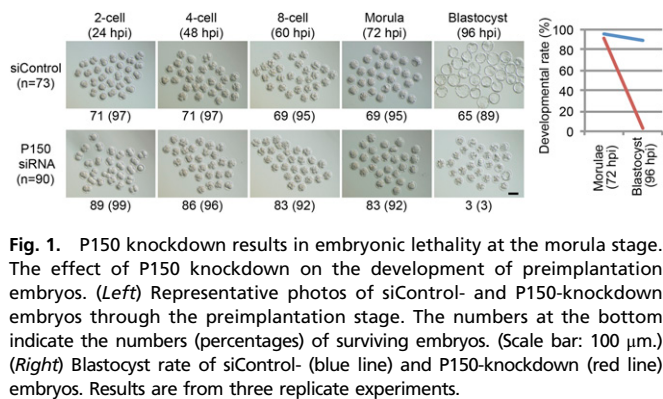 2-cell (24 hpi) 4-cell (48 hpi) 8-cell (60 hpi) Morula (72 hpi) Blastocyst (96 hpi)
siControl (n=73)
71 (97) 71 (97) 69 (95) 69 (95) 65 (89)
P150 siRNA (n=90)
89 (99) 86 (96) 83 (92) 83 (92) 3 (3)
Developmental rate (%)
100
80
60
40
20
0
Morulae (72 hpi)
Blastocyst (96 hpi)
Fig. 1. P150 knockdown results in embryonic lethality at the morula stage.
The effect of P150 knockdown on the development of preimplantation
embryos. (Left) Representative photos of siControl- and P150-knockdown
embryos through the preimplantation stage. The numbers at the bottom
indicate the numbers (percentages) of surviving embryos. (Scale bar: 100 μm.)
(Right) Blastocyst rate of siControl- (blue line) and P150-knockdown (red line)
embryos. Results are from three replicate experiments.